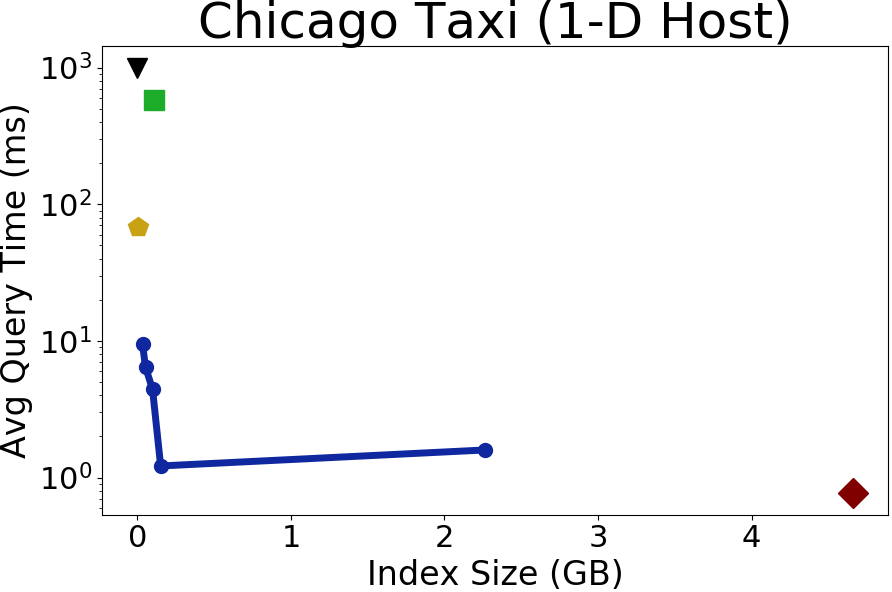 Chicago Taxi (1-D Host)
Avg Query Time (ms)
10³
10²
10¹
10⁰
0 1 2 3 4
Index Size (GB)